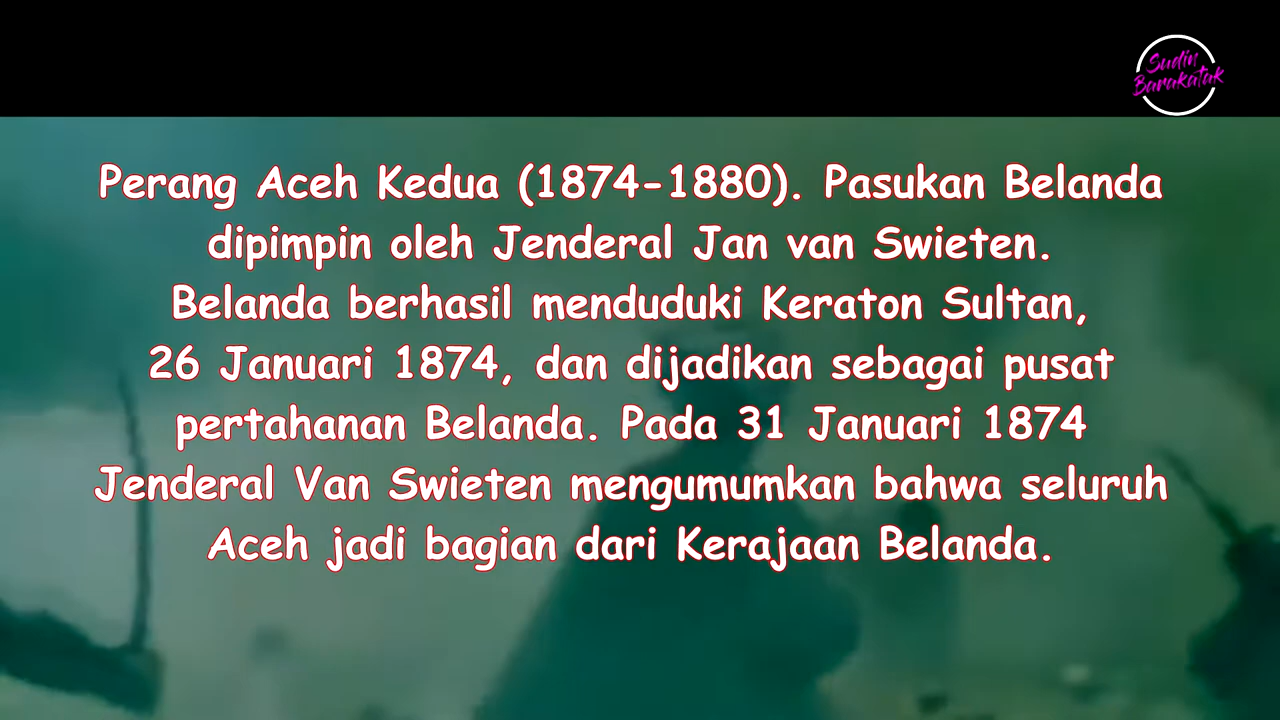 Sudin
Barakatak
Perang Aceh Kedua (1874-1880). Pasukan Belanda
dipimpin oleh Jenderal Jan van Swieten.
Belanda berhasil menduduki Keraton Sultan,
26 Januari 1874, dan dijadikan sebagai pusat
pertahanan Belanda. Pada 31 Januari 1874
Jenderal Van Swieten mengumumkan bahwa seluruh
Aceh jadi bagian dari Kerajaan Belanda.